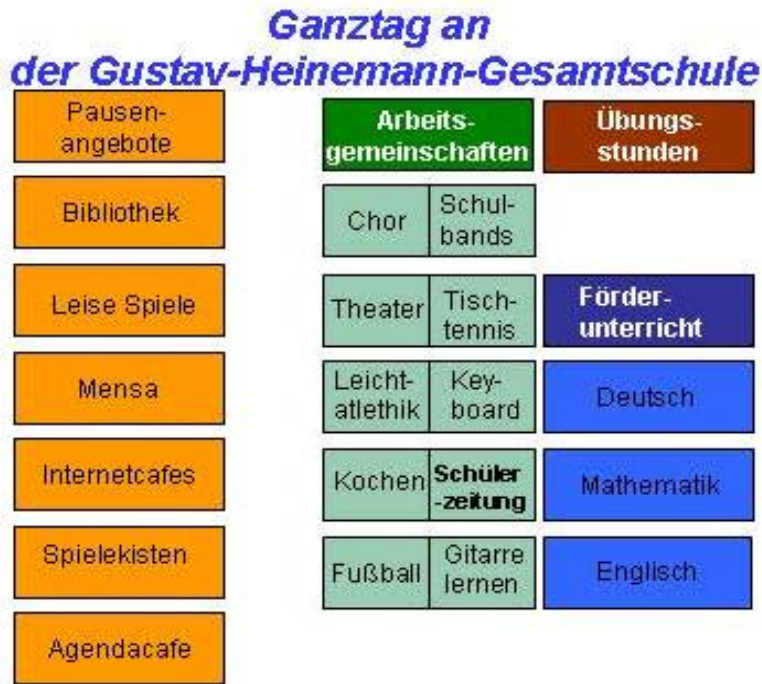 Ganztag an
der Gustav-Heinemann-Gesamtschule
Pausen-
angebote
Bibliothek
Leise Spiele
Mensa
Internetcafes
Spielekisten
Agendacafe
Arbeits-
gemeinschaften
Chor
Schul-
bands
Theater
Tisch-
tennis
Leicht-
atlethik
Key-
board
Kochen
Schüler
-zeitung
Fußball
Gitarre
lernen
Übungs-
stunden
Förder-
unterricht
Deutsch
Mathematik
Englisch